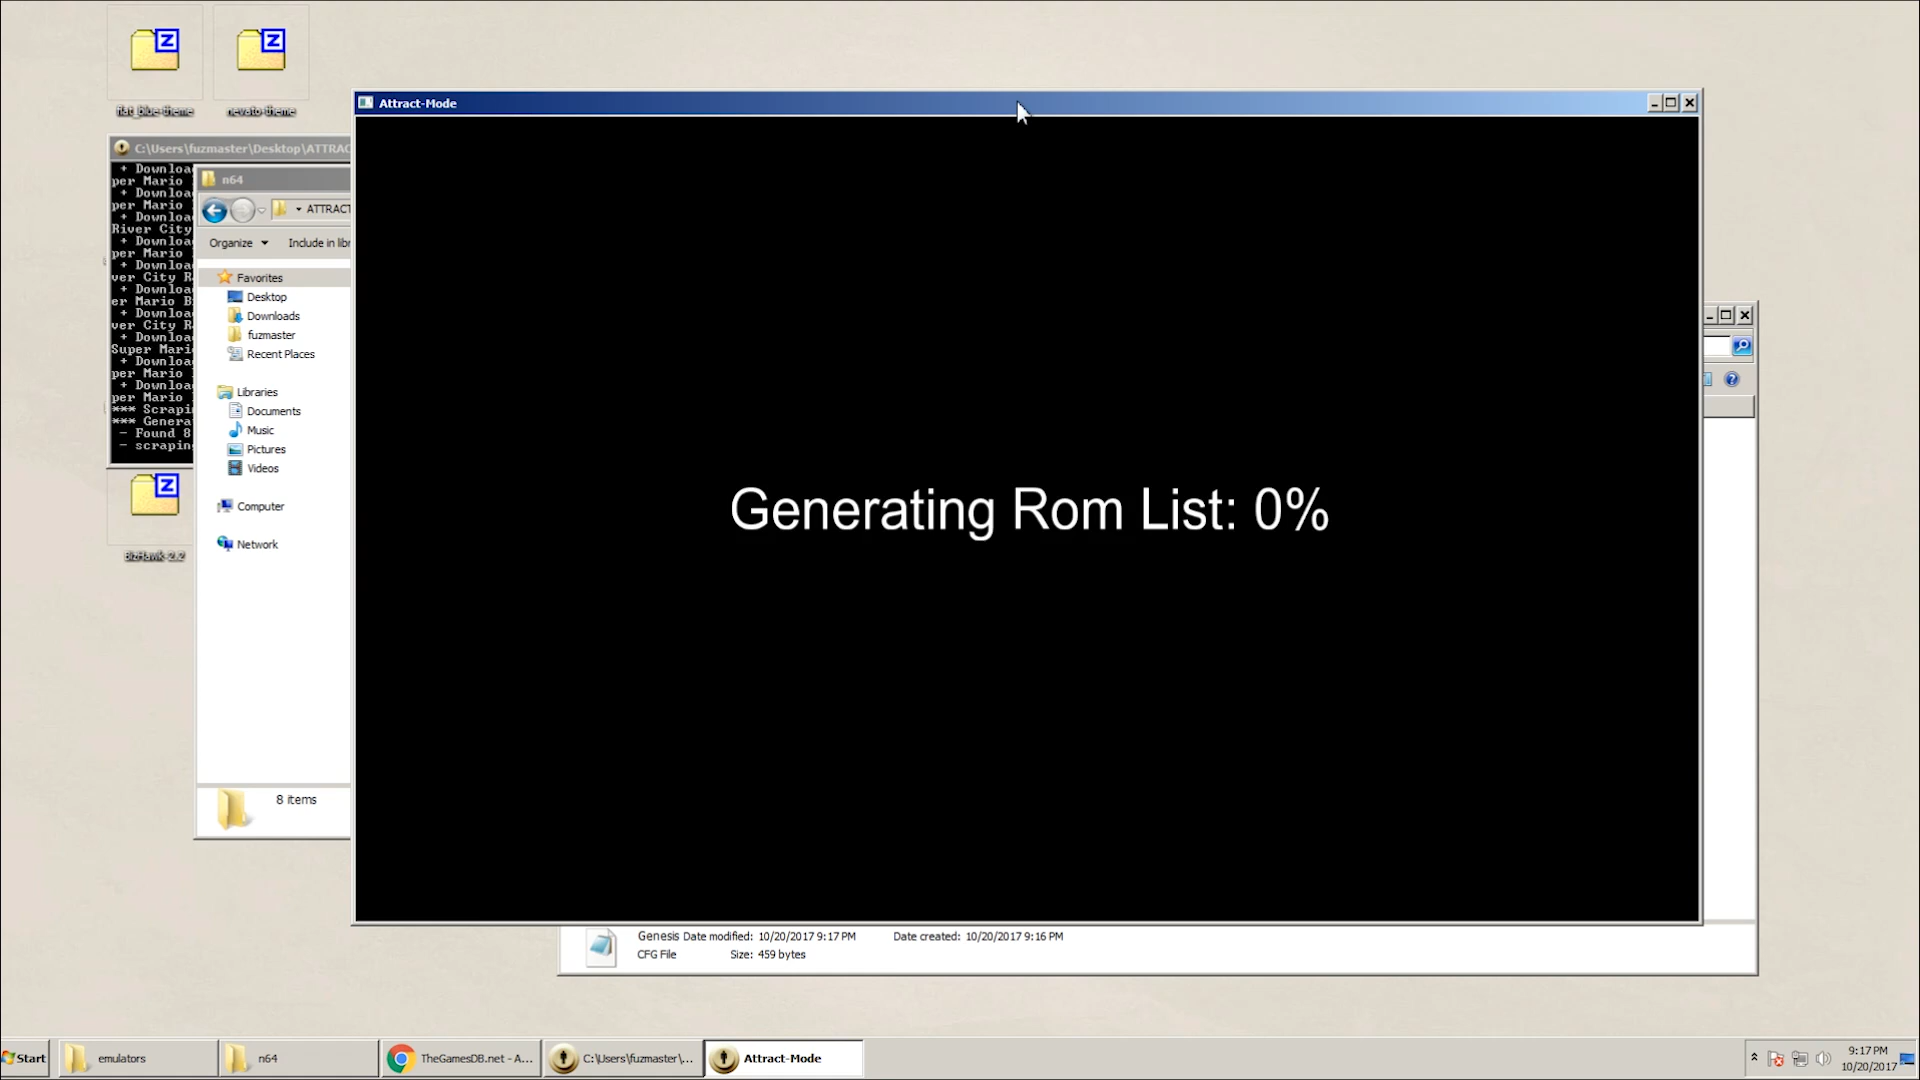 flat_blue-theme
nevato-theme
Attract-Mode
C:\Users\fuzmaster\Desktop\ATTRAC
+ Downloa
per Mario
+ Downloa
per Mario
+ Downloa
River City
+ Downloa
per Mario
+ Downloa
ver City R
+ Downloa
er Mario B
+ Downloa
ver City R
+ Downloa
Super Mari
+ Downloa
per Mario
+ Downloa
per Mario
*** Scrapi
*** Genera
- Found 8
- scrapin
n64
ATTRACT
Organize
Include in libr
Favorites
Desktop
Downloads
fuzmaster
Recent Places
Libraries
Documents
Music
Pictures
Videos
Computer
Network
8 items
BizHawk-2.2
Generating Rom List: 0%
Genesis Date modified: 10/20/2017 9:17 PM Date created: 10/20/2017 9:16 PM
CFG File Size: 459 bytes
Start
emulators
n64
TheGamesDB.net - A...
C:\Users\fuzmaster\...
Attract-Mode
9:17 PM
10/20/2017